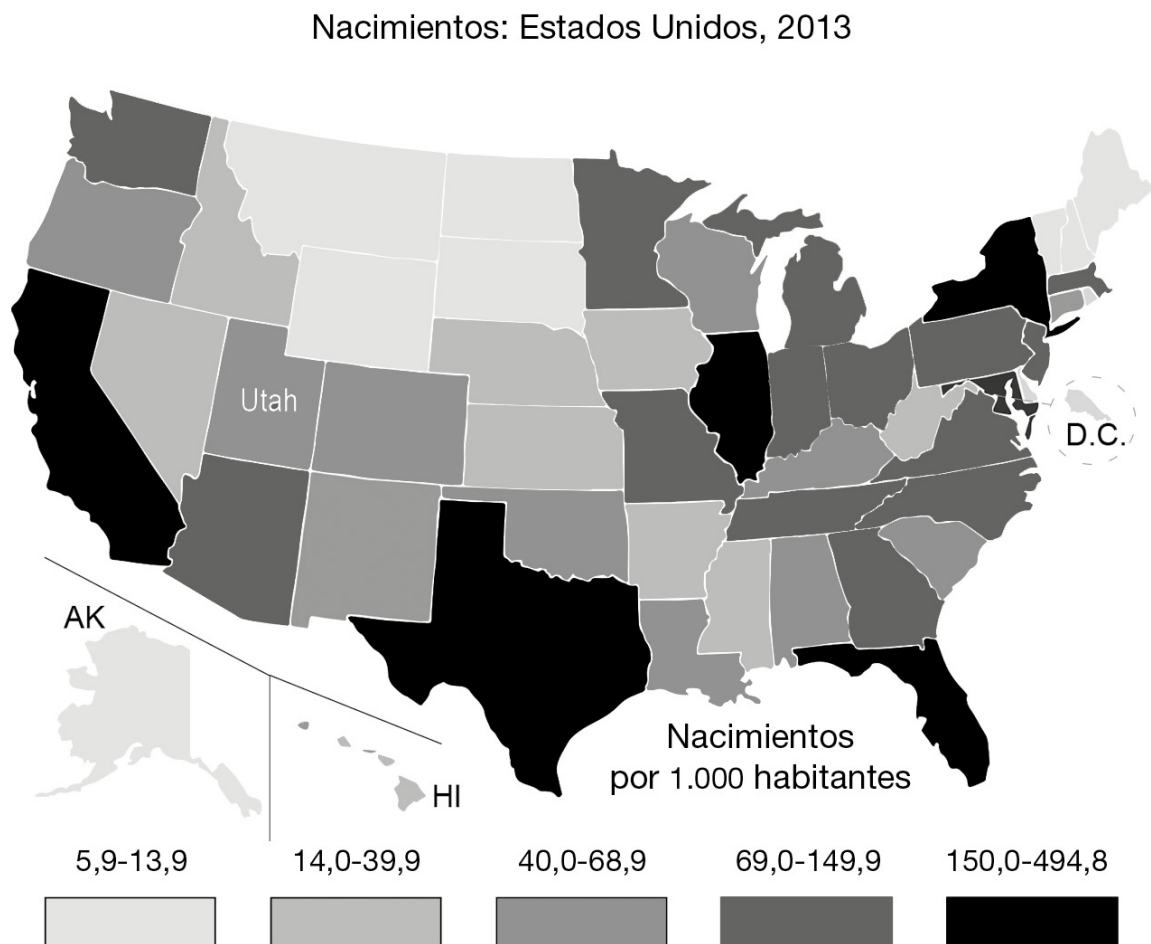 Nacimientos: Estados Unidos, 2013
Utah
D.C.
AK
HI
Nacimientos
por 1.000 habitantes
5,9-13,9 14,0-39,9 40,0-68,9 69,0-149,9 150,0-494,8